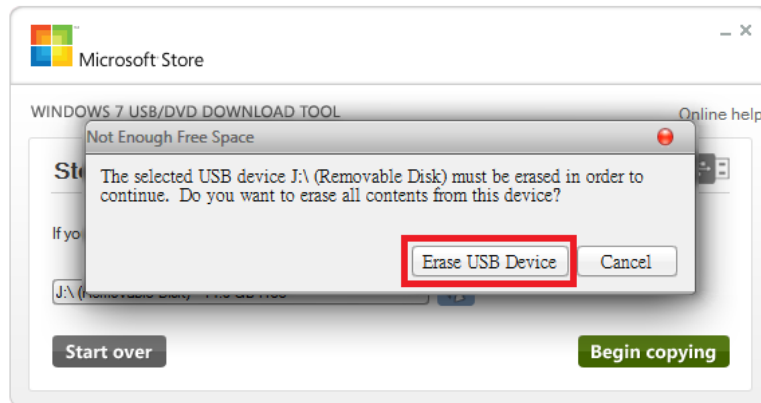 Microsoft Store
WINDOWS 7 USB/DVD DOWNLOAD TOOL
Online help
Not Enough Free Space
The selected USB device J:\ (Removable Disk) must be erased in order to
continue. Do you want to erase all contents from this device?
If yo
Erase USB Device
Cancel
J:\
Start over
Begin copying